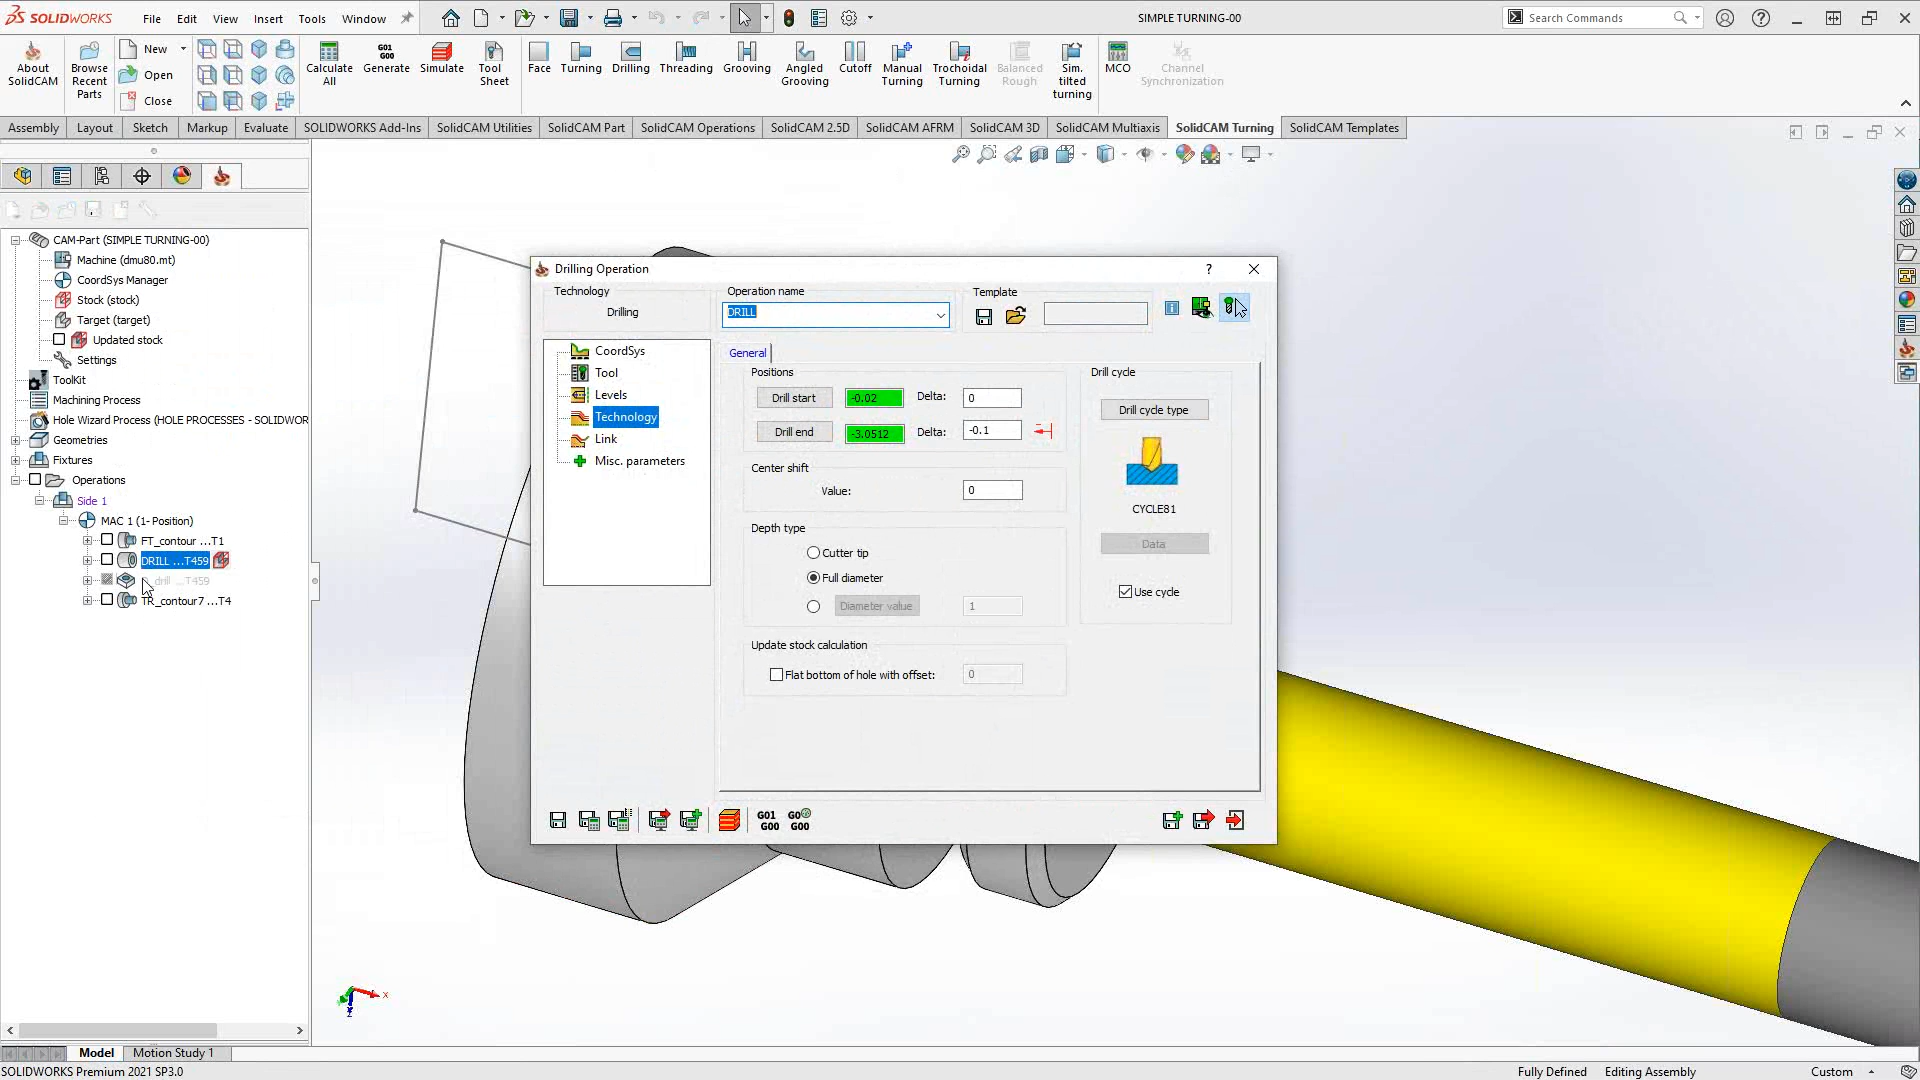 SOLIDWORKS
File Edit View Insert Tools Window
SIMPLE TURNING-00
Search Commands
About SolidCAM
Browse Recent Parts
New
Open
Close
Calculate All
G01 G00
Generate
Simulate
Tool Sheet
Face
Turning
Drilling
Threading
Grooving
Angled Grooving
Cutoff
Manual Turning
Trochoidal Turning
Balanced Rough
Sim. tilted turning
MCO
Channel Synchronization
Assembly Layout Sketch Markup Evaluate SOLIDWORKS Add-Ins SolidCAM Utilities SolidCAM Part SolidCAM Operations SolidCAM 2.5D SolidCAM AFRM SolidCAM 3D SolidCAM Multiaxis SolidCAM Turning SolidCAM Templates
CAM-Part (SIMPLE TURNING-00)
Machine (dmu80.mt)
CoordSys Manager
Stock (stock)
Target (target)
Updated stock
Settings
ToolKit
Machining Process
Hole Wizard Process (HOLE PROCESSES - SOLIDWOR
Geometries
Fixtures
Operations
Side 1
MAC 1 (1- Position)
FT_contour ...T1
DRILL ...T459
_drill ...T459
TR_contour7 ...T4
Drilling Operation
?
Technology
Drilling
Operation name
DRILL
Template
CoordSys
Tool
Levels
Technology
Link
Misc. parameters
General
Positions
Drill start -0.02 Delta: 0
Drill end -3.0512 Delta: -0.1
Center shift
Value: 0
Depth type
Cutter tip
Full diameter
Diameter value 1
Update stock calculation
Flat bottom of hole with offset: 0
Drill cycle
Drill cycle type
CYCLE81
Data
Use cycle
G01 G00
G0 G00
x
z
Model Motion Study 1
SOLIDWORKS Premium 2021 SP3.0
Fully Defined Editing Assembly Custom